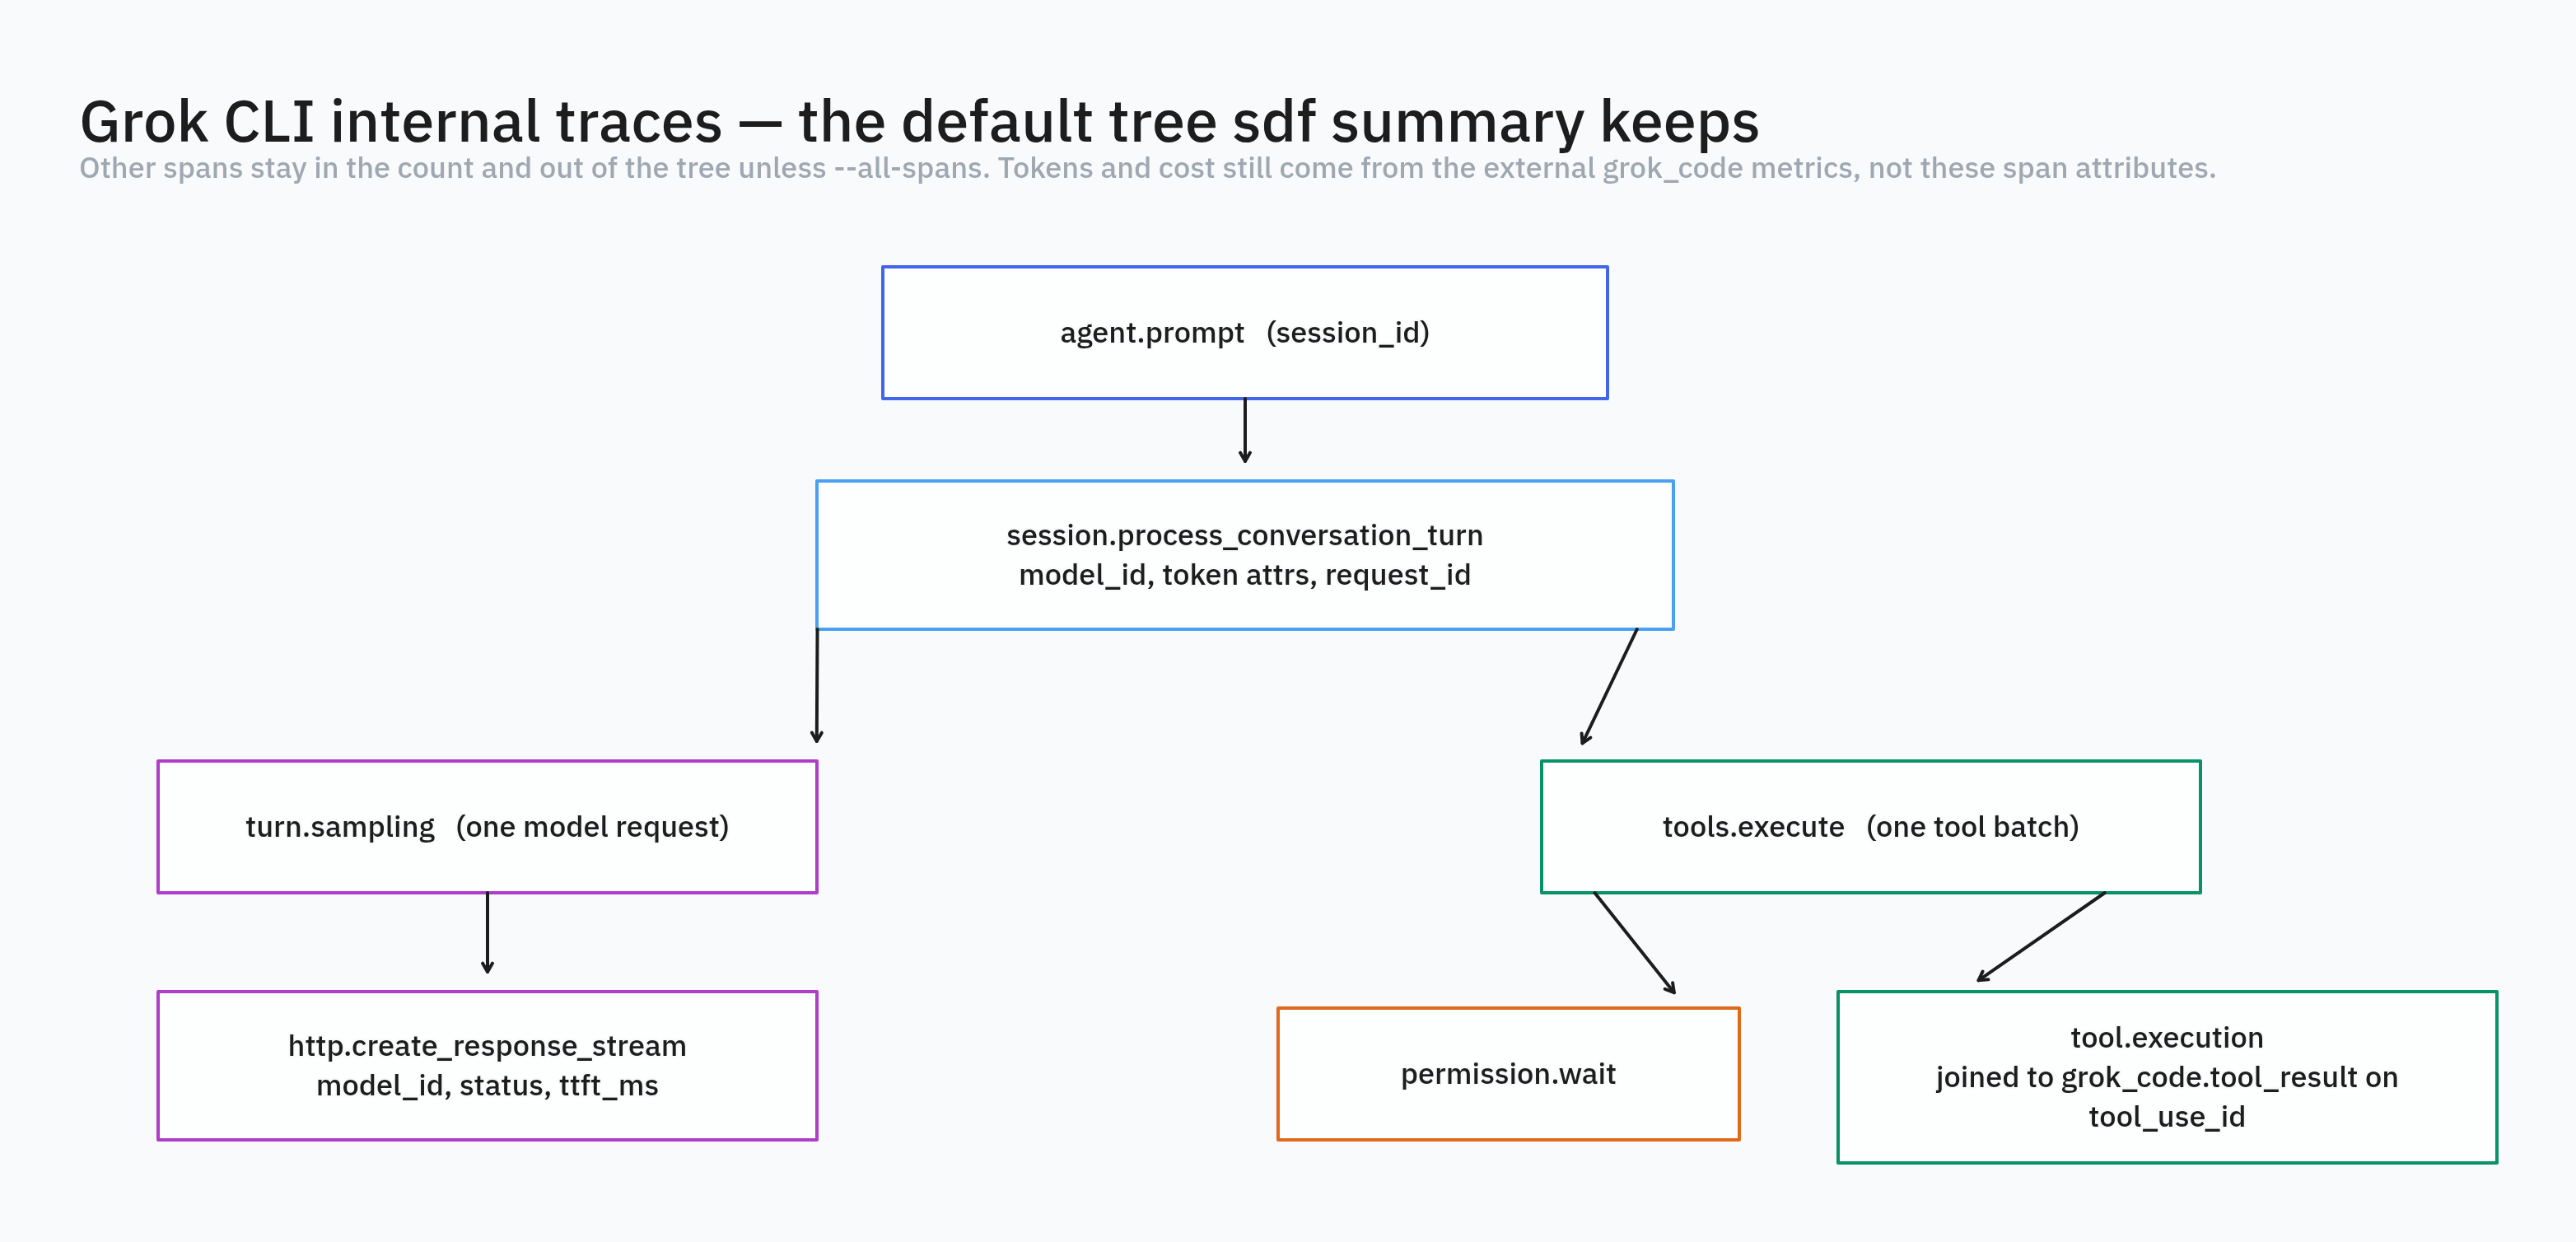 Grok CLI internal traces — the default tree sdf summary keeps
Other spans stay in the count and out of the tree unless --all-spans. Tokens and cost still come from the external grok_code metrics, not these span attributes.
agent.prompt (session_id)
session.process_conversation_turn
model_id, token attrs, request_id
turn.sampling (one model request)
tools.execute (one tool batch)
http.create_response_stream
model_id, status, ttft_ms
permission.wait
tool.execution
joined to grok_code.tool_result on
tool_use_id